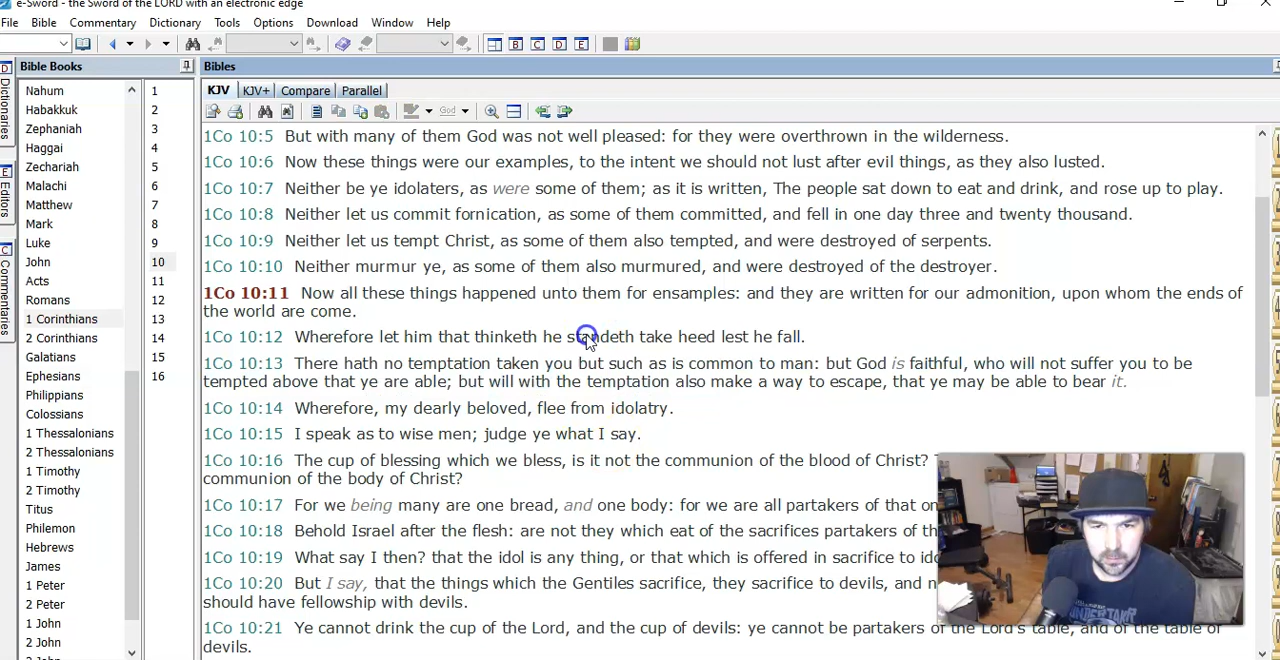 e-Sword - the Sword of the LORD with an electronic edge
File Bible Commentary Dictionary Tools Options Download Window Help
Bible Books
Bibles
KJV KJV+ Compare Parallel
God
D
Dictionaries
E
Editors
C
Commentaries
B C D E
Nahum
Habakkuk
Zephaniah
Haggai
Zechariah
Malachi
Matthew
Mark
Luke
John
Acts
Romans
1 Corinthians
2 Corinthians
Galatians
Ephesians
Philippians
Colossians
1 Thessalonians
2 Thessalonians
1 Timothy
2 Timothy
Titus
Philemon
Hebrews
James
1 Peter
2 Peter
1 John
2 John
1
2
3
4
5
6
7
8
9
10
11
12
13
14
15
16
1Co 10:5 But with many of them God was not well pleased: for they were overthrown in the wilderness.
1Co 10:6 Now these things were our examples, to the intent we should not lust after evil things, as they also lusted.
1Co 10:7 Neither be ye idolaters, as were some of them; as it is written, The people sat down to eat and drink, and rose up to play.
1Co 10:8 Neither let us commit fornication, as some of them committed, and fell in one day three and twenty thousand.
1Co 10:9 Neither let us tempt Christ, as some of them also tempted, and were destroyed of serpents.
1Co 10:10 Neither murmur ye, as some of them also murmured, and were destroyed of the destroyer.
1Co 10:11 Now all these things happened unto them for ensamples: and they are written for our admonition, upon whom the ends of
the world are come.
1Co 10:12 Wherefore let him that thinketh he standeth take heed lest he fall.
1Co 10:13 There hath no temptation taken you but such as is common to man: but God is faithful, who will not suffer you to be
tempted above that ye are able; but will with the temptation also make a way to escape, that ye may be able to bear it.
1Co 10:14 Wherefore, my dearly beloved, flee from idolatry.
1Co 10:15 I speak as to wise men; judge ye what I say.
1Co 10:16 The cup of blessing which we bless, is it not the communion of the blood of Christ?
communion of the body of Christ?
1Co 10:17 For we being many are one bread, and one body: for we are all partakers of that
1Co 10:18 Behold Israel after the flesh: are not they which eat of the sacrifices partakers of
1Co 10:19 What say I then? that the idol is any thing, or that which is offered in sacrifice to
1Co 10:20 But I say, that the things which the Gentiles sacrifice, they sacrifice to devils, and
should have fellowship with devils.
1Co 10:21 Ye cannot drink the cup of the Lord, and the cup of devils: ye cannot be partakers of the Lord's table, and of the table of
devils.